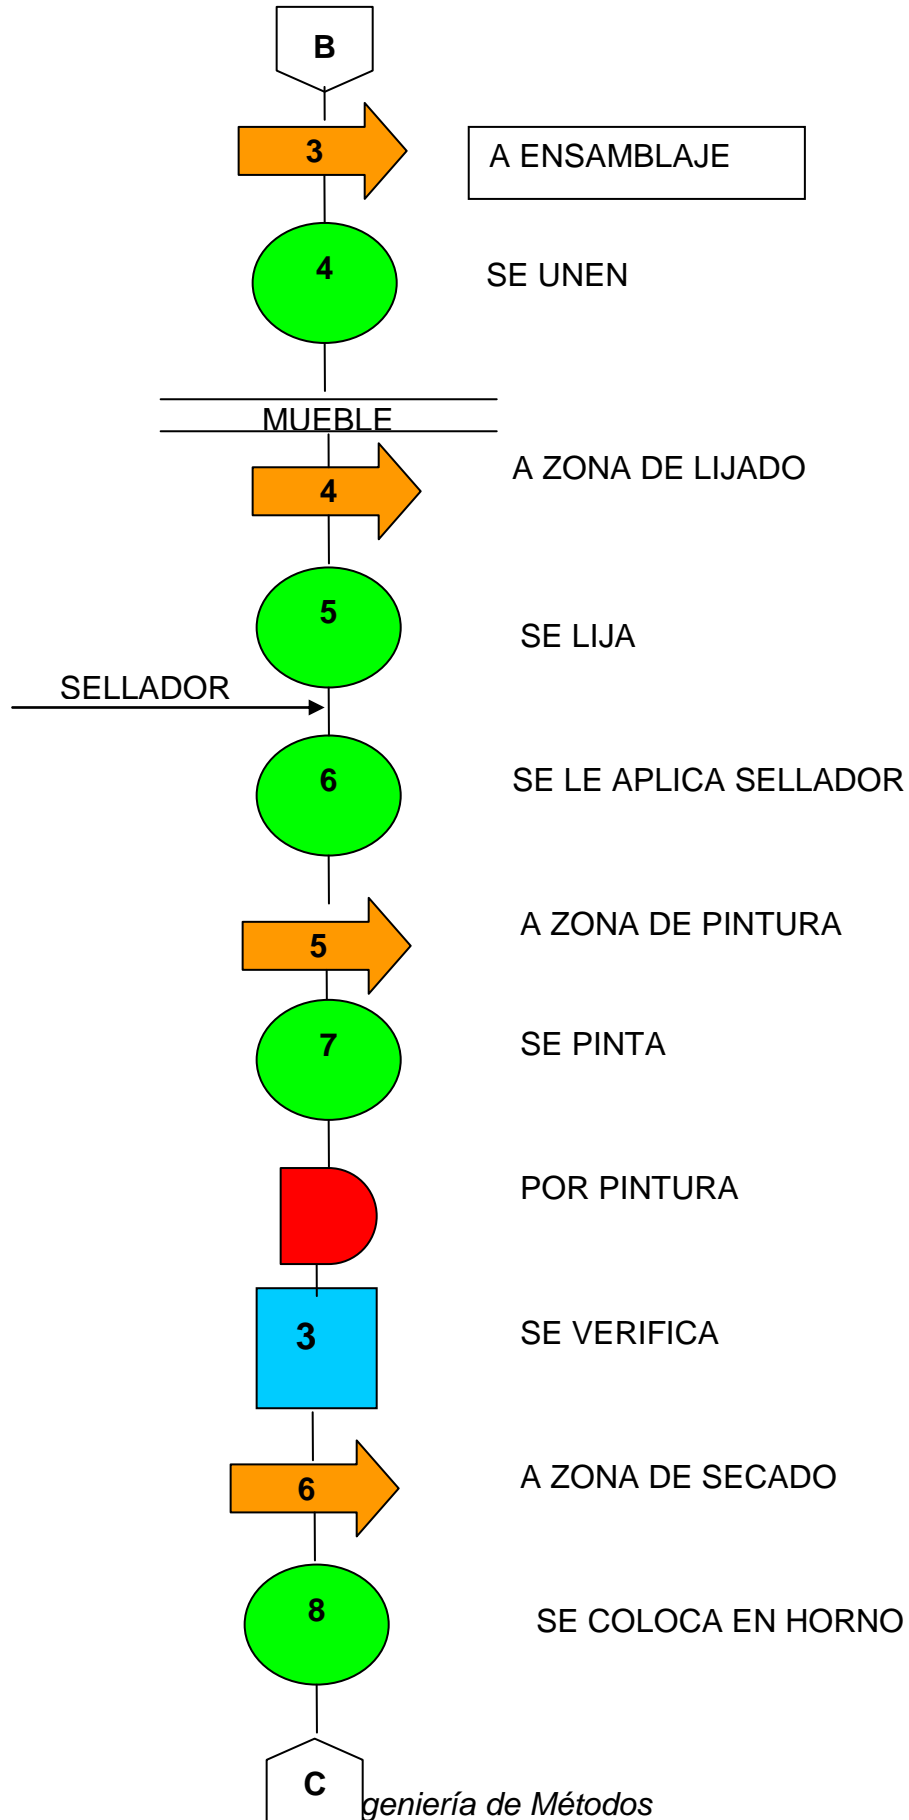 B
3 A ENSAMBLAJE
4 SE UNEN
MUEBLE
4 A ZONA DE LIJADO
5 SE LIJA
SELLADOR
6 SE LE APLICA SELLADOR
5 A ZONA DE PINTURA
7 SE PINTA
POR PINTURA
3 SE VERIFICA
6 A ZONA DE SECADO
8 SE COLOCA EN HORNO
C
geniería de Métodos